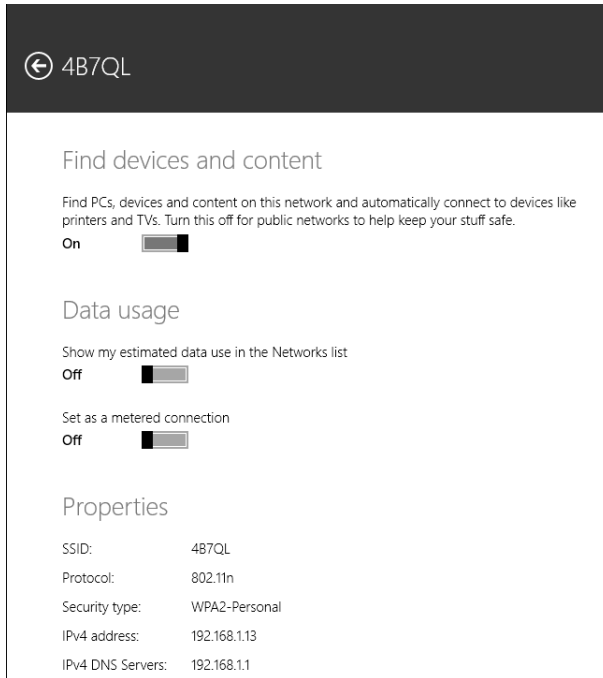 4B7QL
Find devices and content
Find PCs, devices and content on this network and automatically connect to devices like
printers and TVs. Turn this off for public networks to help keep your stuff safe.
On
Data usage
Show my estimated data use in the Networks list
Off
Set as a metered connection
Off
Properties
SSID: 4B7QL
Protocol: 802.11n
Security type: WPA2-Personal
IPv4 address: 192.168.1.13
IPv4 DNS Servers: 192.168.1.1